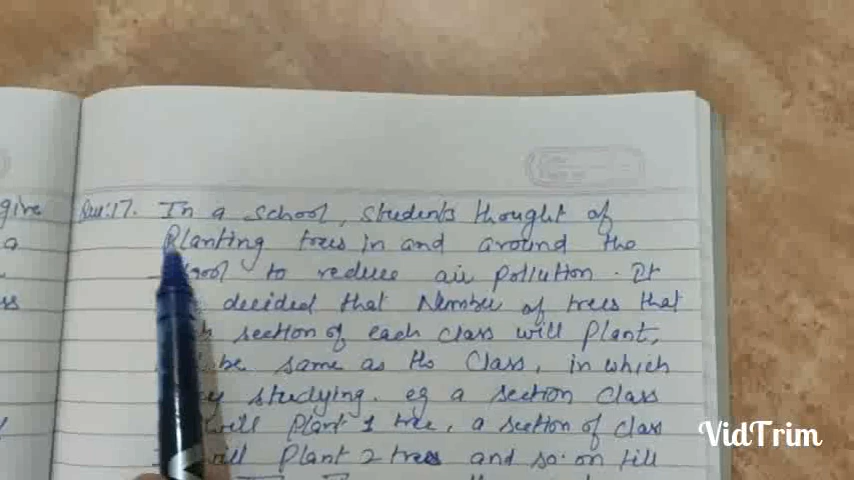 give
a
ss
Que:17. In a school, students thought of
Planting trees in and around the
to reduce air pollution. It
decided that Number of trees that
section of each class will Plant,
be same as the Class, in which
studying. eg a section Class
will Plant 1 tree, a section of class
will Plant 2 trees and so on till
VidTrim